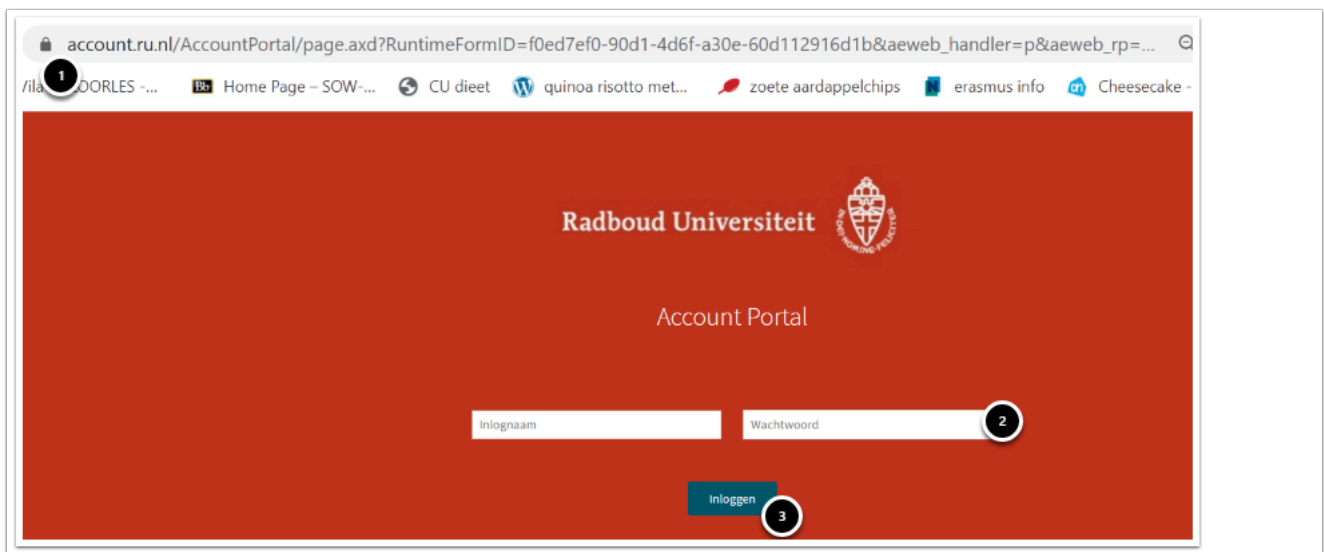 account.ru.nl/AccountPortal/page.axd?RuntimeFormID=f0ed7ef0-90d1-4d6f-a30e-60d112916d1b&aeweb_handler=p&aeweb_rp=...
1
OORLES -... Home Page – SOW-... CU dieet quinoa risotto met... zoete aardappelchips erasmus info Cheesecake -
Radboud Universiteit
Account Portal
Inlognaam Wachtwoord 2
Inloggen
3